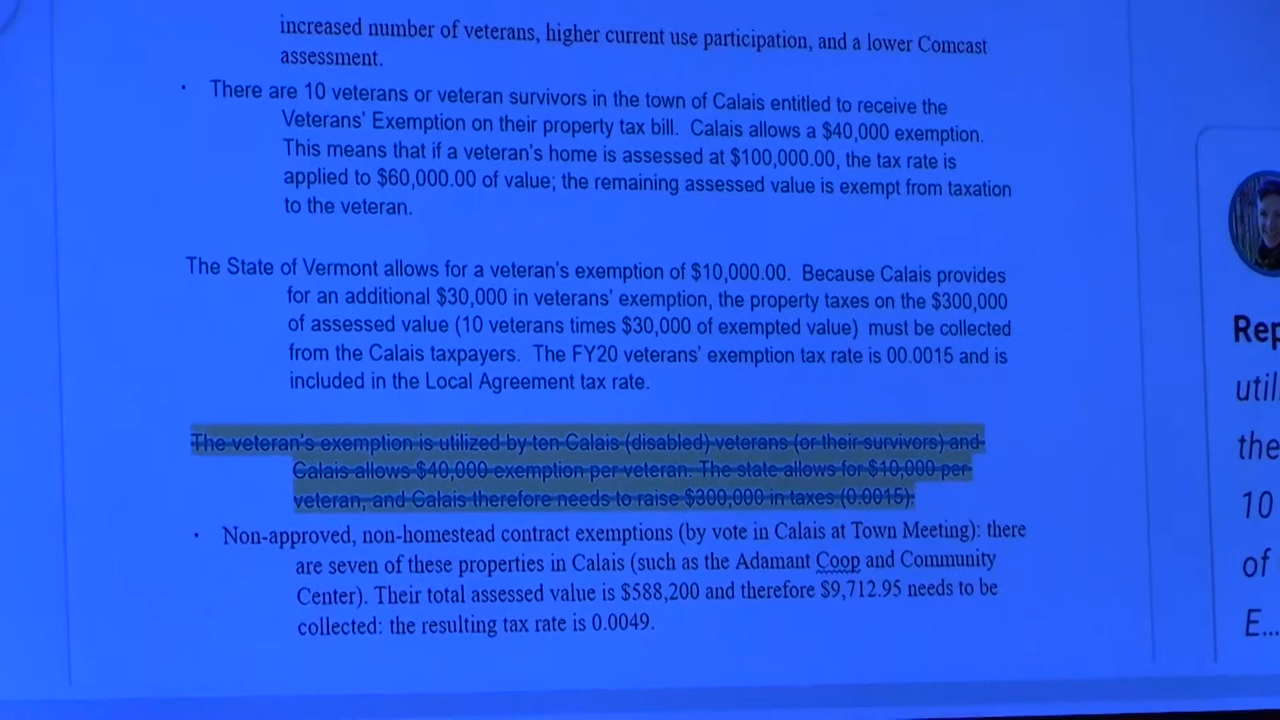 increased number of veterans, higher current use participation, and a lower Comcast
assessment.
· There are 10 veterans or veteran survivors in the town of Calais entitled to receive the
Veterans' Exemption on their property tax bill. Calais allows a $40,000 exemption.
This means that if a veteran's home is assessed at $100,000.00, the tax rate is
applied to $60,000.00 of value; the remaining assessed value is exempt from taxation
to the veteran.
The State of Vermont allows for a veteran's exemption of $10,000.00. Because Calais provides
for an additional $30,000 in veterans' exemption, the property taxes on the $300,000
of assessed value (10 veterans times $30,000 of exempted value) must be collected
from the Calais taxpayers. The FY20 veterans' exemption tax rate is 00.0015 and is
included in the Local Agreement tax rate.
The veteran's exemption is utilized by ten Calais (disabled) veterans (or their survivors) and
Calais allows $40,000 exemption per veteran. The state allows for $10,000 per
veteran, and Calais therefore needs to raise $300,000 in taxes (0.0015).
· Non-approved, non-homestead contract exemptions (by vote in Calais at Town Meeting): there
are seven of these properties in Calais (such as the Adamant Coop and Community
Center). Their total assessed value is $588,200 and therefore $9,712.95 needs to be
collected: the resulting tax rate is 0.0049.
Rep
util
the
10
of
E...